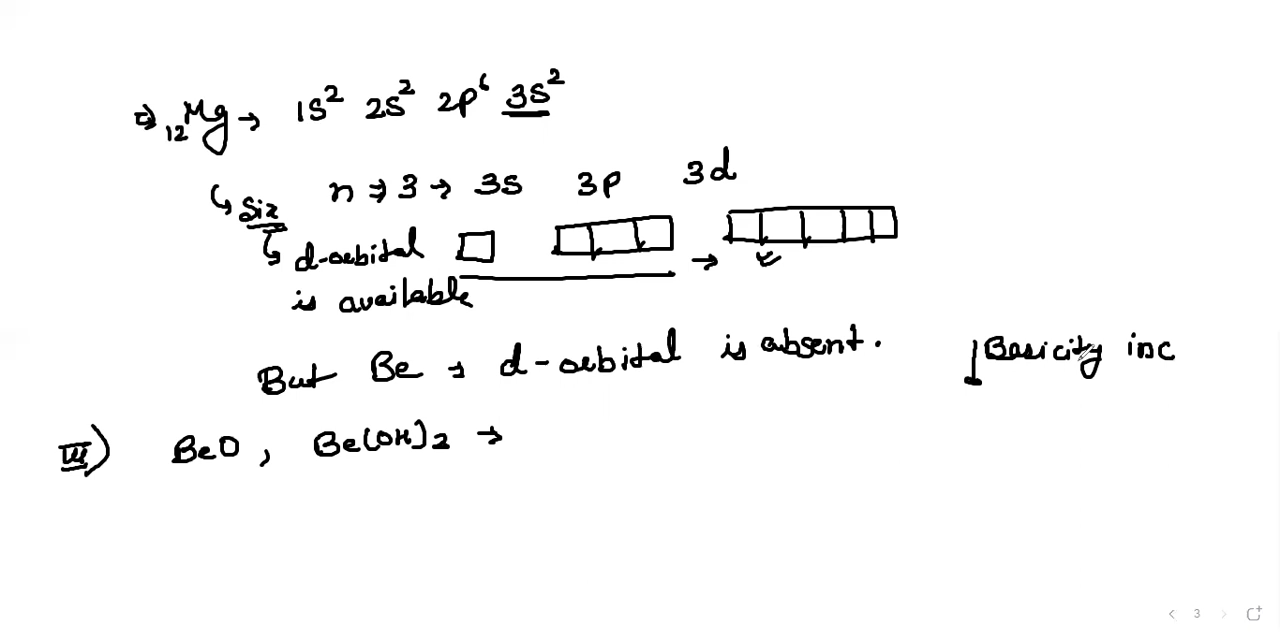 ⇒ ₁₂Mg → 1S² 2S² 2p⁶ 3S²
↳ Siz n ⇒ 3 → 3s 3p 3d
↳ d-orbital
is available
But Be → d-orbital is absent. ↓ Basicity inc
III) BeO, Be(OH)2 →
3